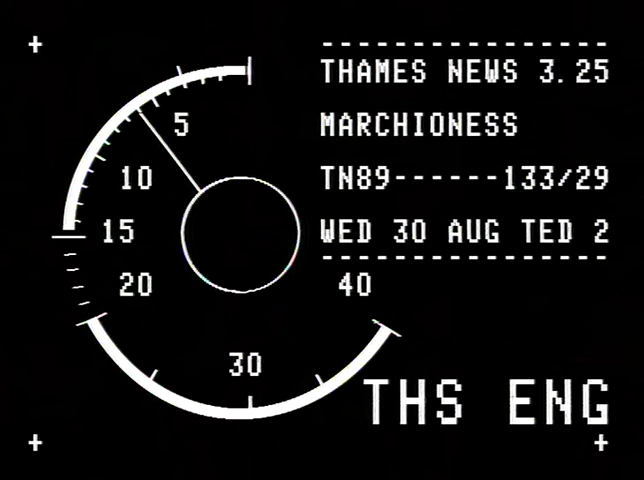 ----------------
THAMES NEWS 3.25
MARCHIONESS
TN89------133/29
WED 30 AUG TED 2
----------------
5
10
15
20
30
40
THS ENG